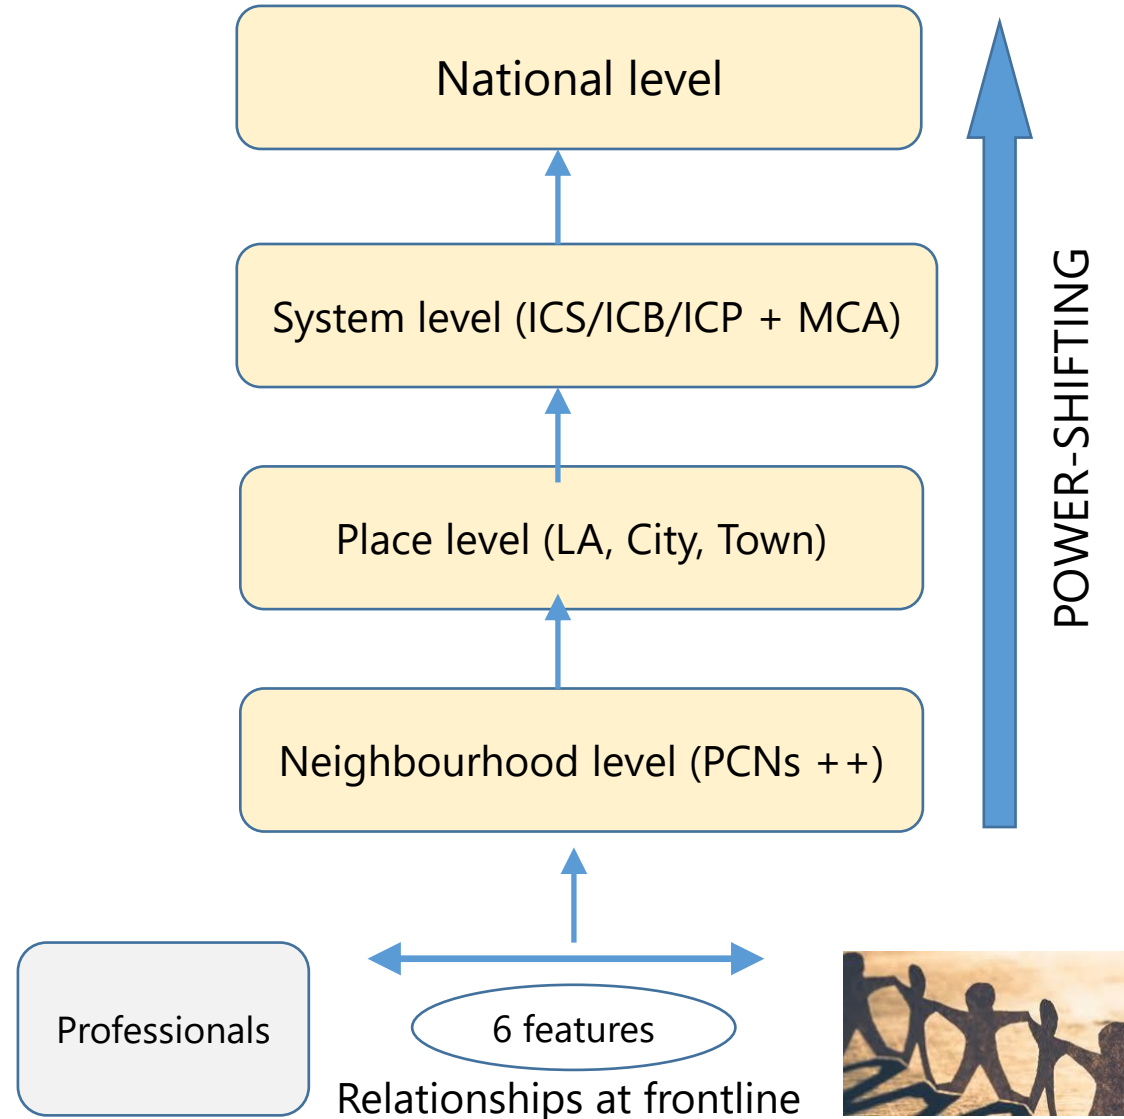 National level
System level (ICS/ICB/ICP + MCA)
POWER-SHIFTING
Place level (LA, City, Town)
Neighbourhood level (PCNs ++)
Professionals
6 features
Relationships at frontline